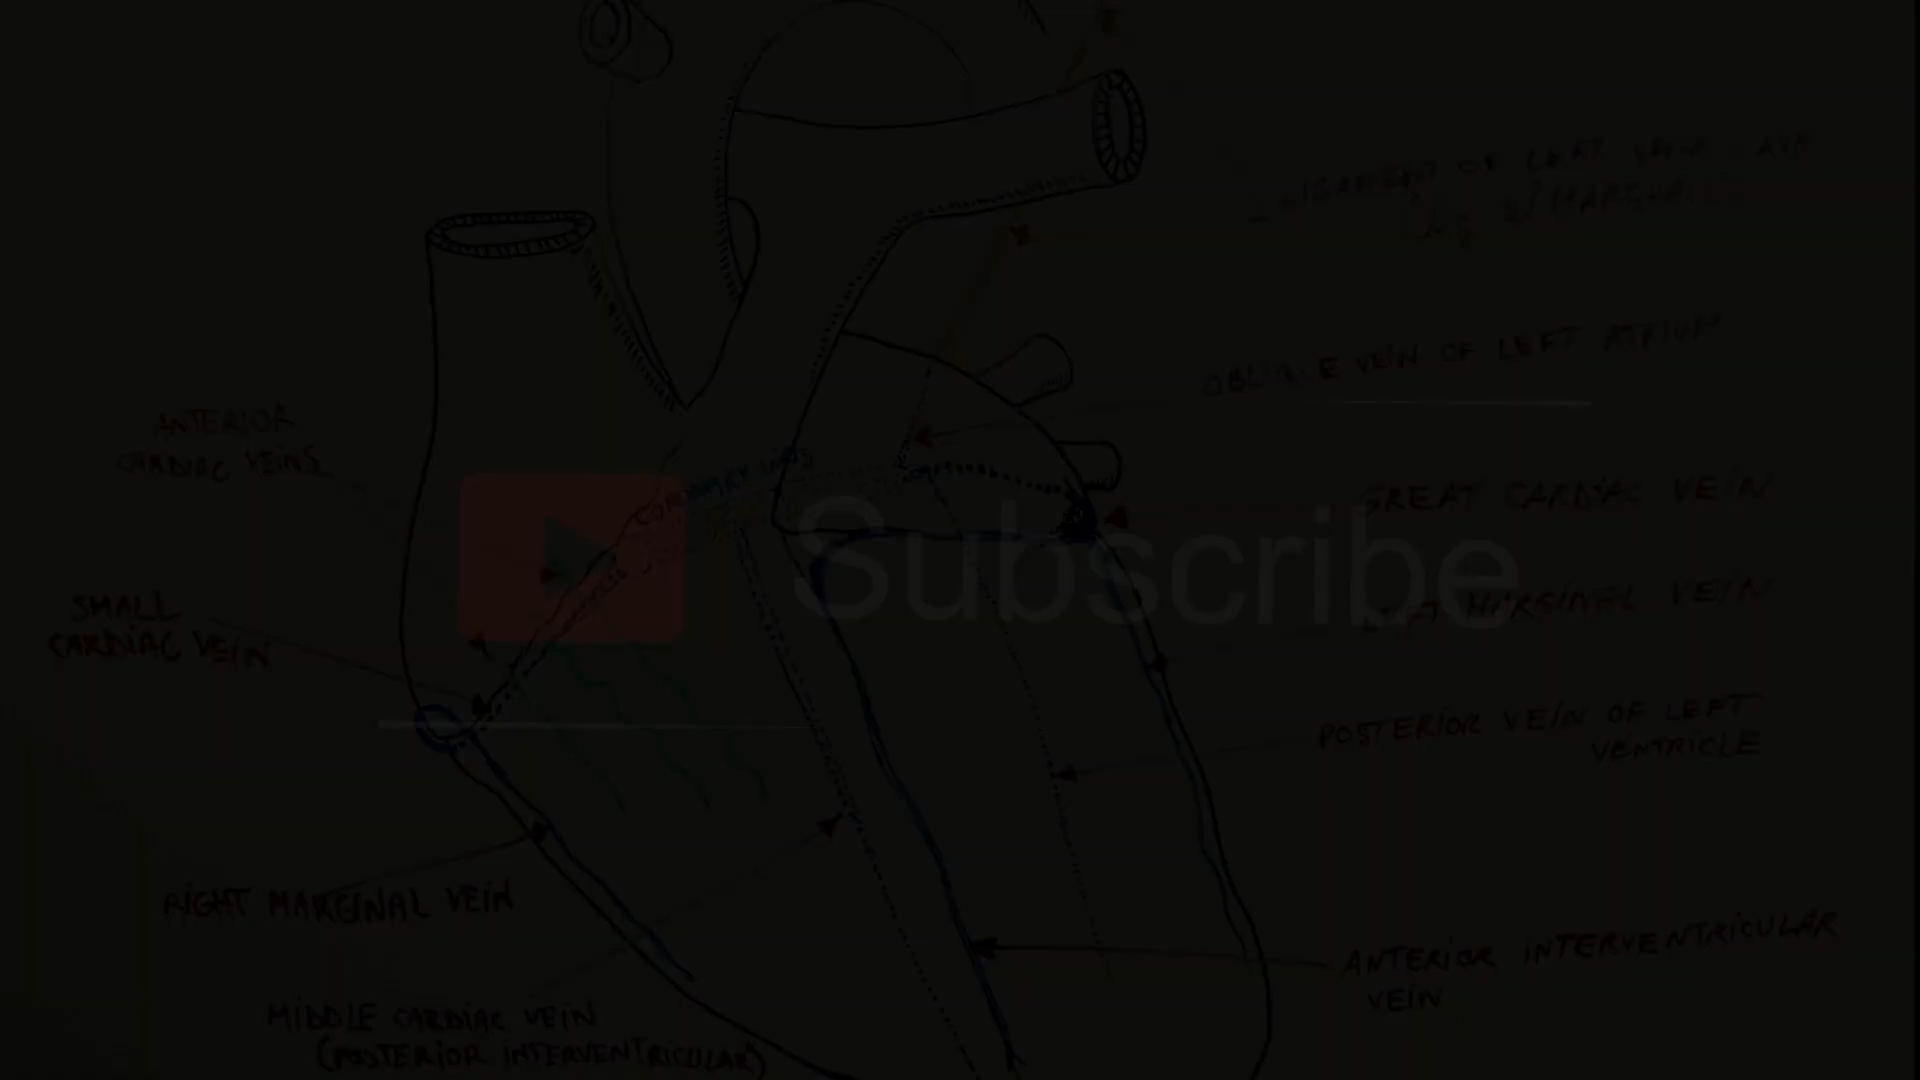 LIGAMENT OF LEFT VENA CAVA
OF MARSHALL
OBLIQUE VEIN OF LEFT ATRIUM
ANTERIOR
CARDIAC VEINS
CORONARY SINUS
GREAT CARDIAC VEIN
Subscribe
SMALL
CARDIAC VEIN
LEFT MARGINAL VEIN
POSTERIOR VEIN OF LEFT
VENTRICLE
RIGHT MARGINAL VEIN
ANTERIOR INTERVENTRICULAR
VEIN
MIDDLE CARDIAC VEIN
(POSTERIOR INTERVENTRICULAR)